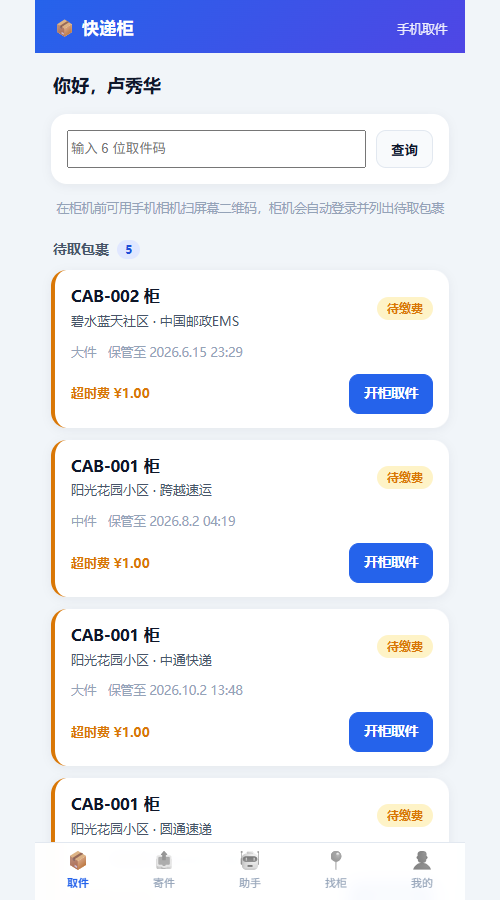 快递柜
手机取件
你好，卢秀华
输入 6 位取件码
查询
在柜机前可用手机相机扫屏幕二维码，柜机会自动登录并列出待取包裹
待取包裹 5
CAB-002 柜
待缴费
碧水蓝天社区 · 中国邮政EMS
大件 保管至 2026.6.15 23:29
超时费 ¥1.00
开柜取件
CAB-001 柜
待缴费
阳光花园小区 · 跨越速运
中件 保管至 2026.8.2 04:19
超时费 ¥1.00
开柜取件
CAB-001 柜
待缴费
阳光花园小区 · 中通快递
大件 保管至 2026.10.2 13:48
超时费 ¥1.00
开柜取件
CAB-001 柜
待缴费
阳光花园小区 · 圆通速递
取件 寄件 助手 找柜 我的